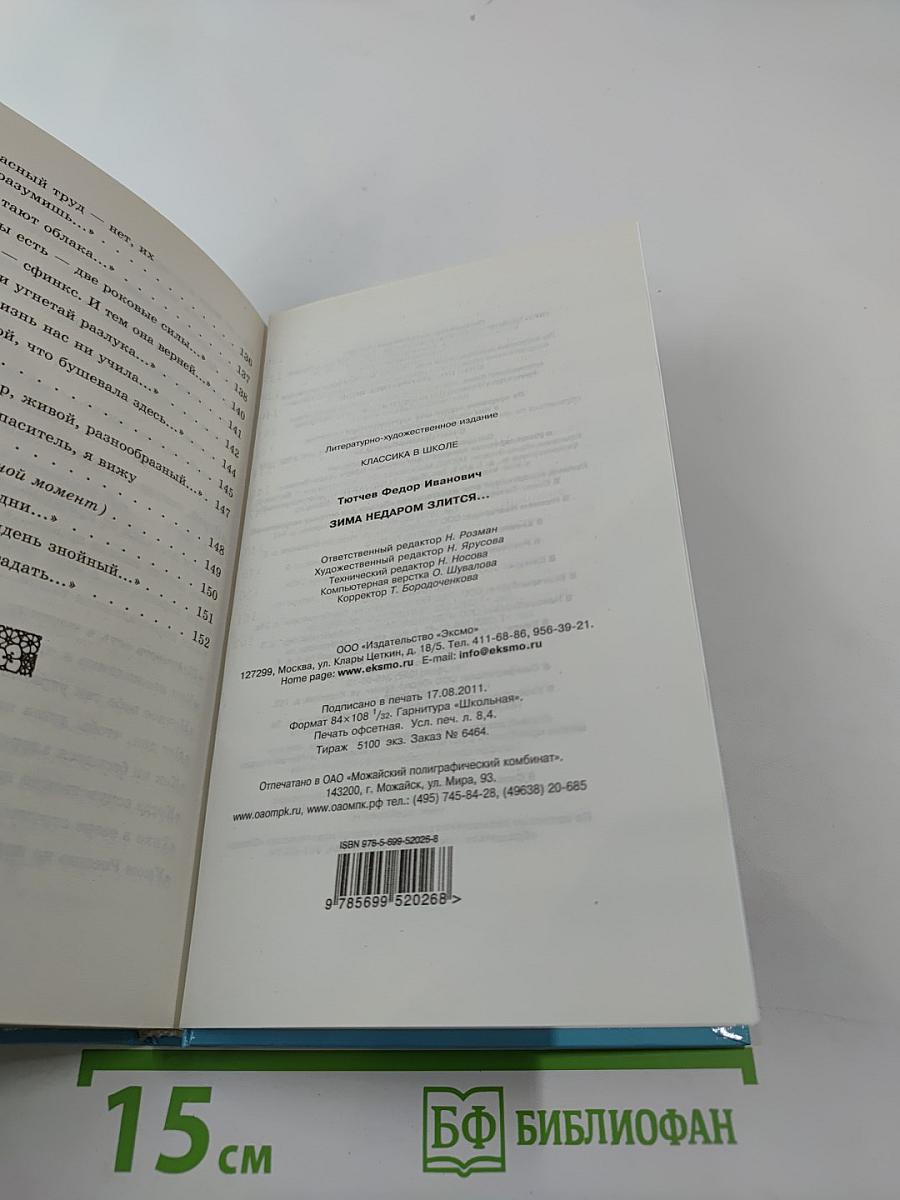 асный труд — нет, их
разумишь...»
тают облака...»
ы есть — две роковые силы...» 136
— сфинкс. И тем она верней...» 137
и угнетай разлука...» 138
изнь нас ни учила...» 140
ой, что бушевала здесь...» 141
142
р, живой, разнообразный...» 144
паситель, я вижу 145
147
ной момент)
дни...» 148
день знойный...» 149
адать...» 150
151
152
Литературно-художественное издание
КЛАССИКА В ШКОЛЕ
Тютчев Федор Иванович
ЗИМА НЕДАРОМ ЗЛИТСЯ...
Ответственный редактор Н. Розман
Художественный редактор Н. Ярусова
Технический редактор Н. Носова
Компьютерная верстка О. Шувалова
Корректор Т. Бородоченкова
ООО «Издательство «Эксмо»
127299, Москва, ул. Клары Цеткин, д. 18/5. Тел. 411-68-86, 956-39-21.
Home page: www.eksmo.ru E-mail: info@eksmo.ru
Подписано в печать 17.08.2011.
Формат 84×108 1/32. Гарнитура «Школьная».
Печать офсетная. Усл. печ. л. 8,4.
Тираж 5100 экз. Заказ № 6464.
Отпечатано в ОАО «Можайский полиграфический комбинат».
143200, г. Можайск, ул. Мира, 93.
www.oaompk.ru, www.оаомпк.рф тел.: (495) 745-84-28, (49638) 20-685
ISBN 978-5-699-52026-8
9 785699 520268 >
15 см
БФ БИБЛИОФАН